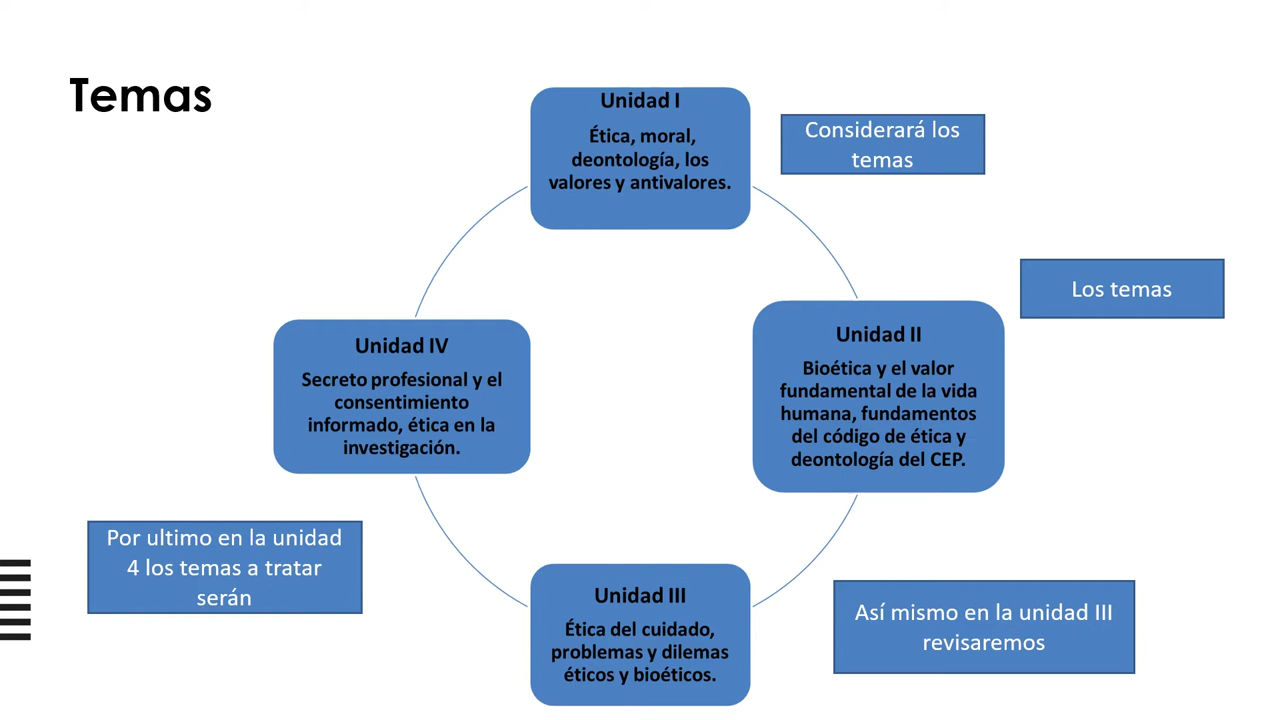 Temas
Unidad I
Ética, moral,
deontología, los
valores y antivalores.
Considerará los
temas
Los temas
Unidad II
Bioética y el valor
fundamental de la vida
humana, fundamentos
del código de ética y
deontología del CEP.
Unidad IV
Secreto profesional y el
consentimiento
informado, ética en la
investigación.
Por ultimo en la unidad
4 los temas a tratar
serán
Unidad III
Ética del cuidado,
problemas y dilemas
éticos y bioéticos.
Así mismo en la unidad III
revisaremos